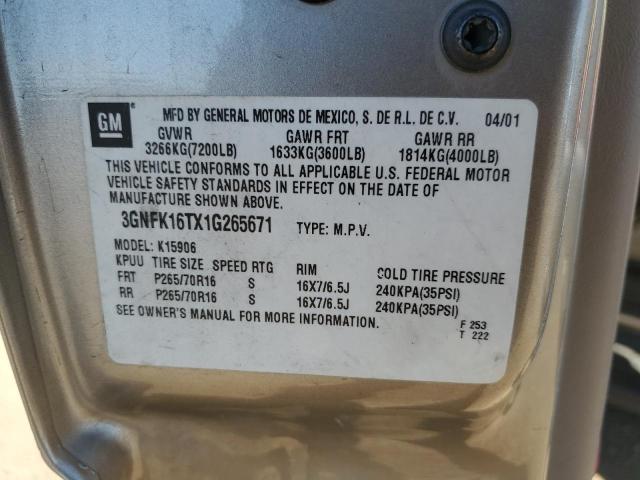 GM
MFD BY GENERAL MOTORS DE MEXICO, S. DE R.L. DE C.V. 04/01
GVWR GAWR FRT GAWR RR
3266KG(7200LB) 1633KG(3600LB) 1814KG(4000LB)
THIS VEHICLE CONFORMS TO ALL APPLICABLE U.S. FEDERAL MOTOR
VEHICLE SAFETY STANDARDS IN EFFECT ON THE DATE OF
MANUFACTURE SHOWN ABOVE.
3GNFK16TX1G265671 TYPE: M.P.V.
MODEL: K15906
KPUU TIRE SIZE SPEED RTG RIM COLD TIRE PRESSURE
FRT P265/70R16 S 16X7/6.5J 240KPA(35PSI)
RR P265/70R16 S 16X7/6.5J 240KPA(35PSI)
SEE OWNER'S MANUAL FOR MORE INFORMATION.
F 253
T 222